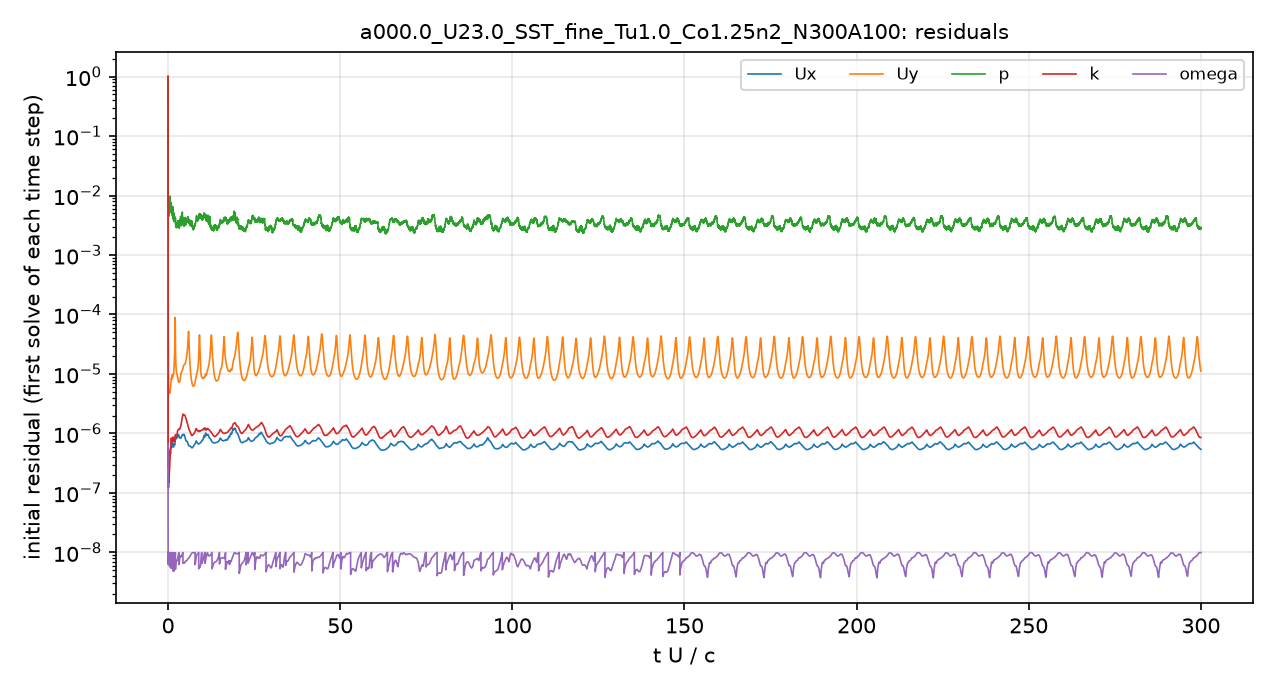 a000.0_U23.0_SST_fine_Tu1.0_Co1.25n2_N300A100: residuals
Ux Uy p k omega
initial residual (first solve of each time step)
10⁰
10⁻¹
10⁻²
10⁻³
10⁻⁴
10⁻⁵
10⁻⁶
10⁻⁷
10⁻⁸
0 50 100 150 200 250 300
t U / c